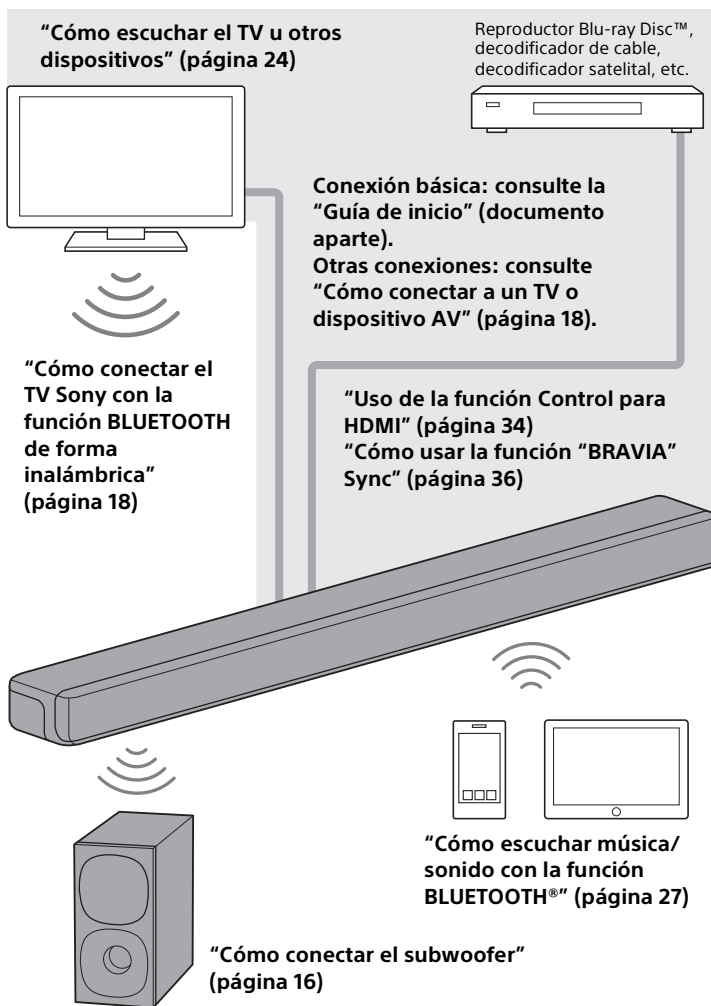 “Cómo escuchar el TV u otros
dispositivos” (página 24)
Reproductor Blu-ray Disc™,
decodificador de cable,
decodificador satelital, etc.
Conexión básica: consulte la
“Guía de inicio” (documento
aparte).
Otras conexiones: consulte
“Cómo conectar a un TV o
dispositivo AV” (página 18).
“Cómo conectar el
TV Sony con la
función BLUETOOTH
de forma
inalámbrica”
(página 18)
“Uso de la función Control para
HDMI” (página 34)
“Cómo usar la función “BRAVIA”
Sync” (página 36)
“Cómo escuchar música/
sonido con la función
BLUETOOTH®” (página 27)
“Cómo conectar el subwoofer”
(página 16)